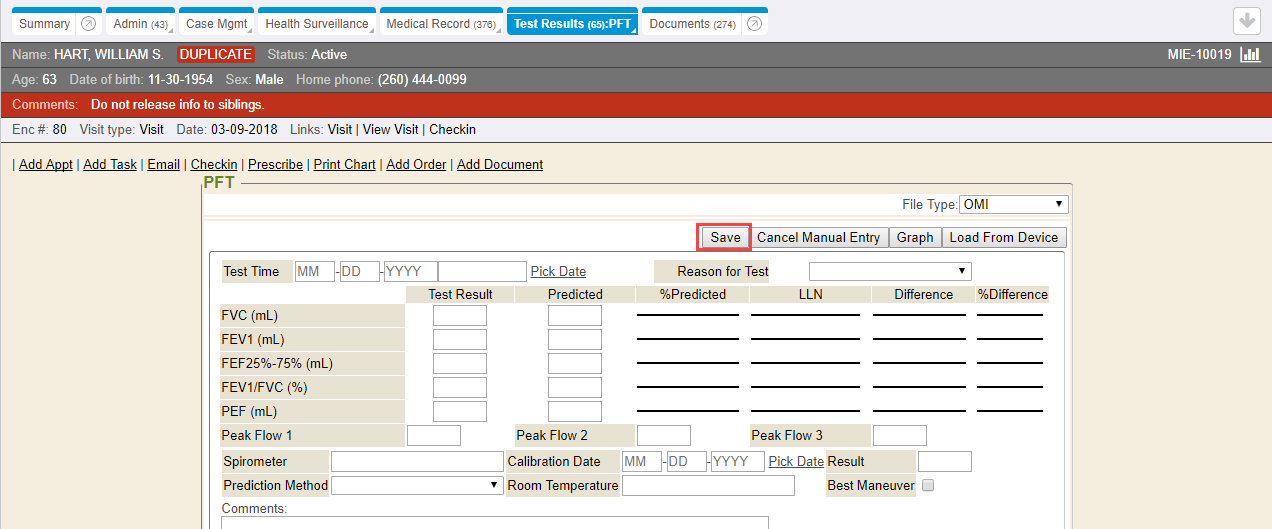 Summary Admin (43) Case Mgmt Health Surveillance Medical Record (376) Test Results (65):PFT Documents (274)
Name: HART, WILLIAM S. DUPLICATE Status: Active MIE-10019
Age: 63 Date of birth: 11-30-1954 Sex: Male Home phone: (260) 444-0099
Comments: Do not release info to siblings.
Enc #: 80 Visit type: Visit Date: 03-09-2018 Links: Visit | View Visit | Checkin
| Add Appt | Add Task | Email | Checkin | Prescribe | Print Chart | Add Order | Add Document
PFT
File Type: OMI
Save Cancel Manual Entry Graph Load From Device
Test Time MM -DD -YYYY Pick Date Reason for Test
Test Result Predicted %Predicted LLN Difference %Difference
FVC (mL)
FEV1 (mL)
FEF25%-75% (mL)
FEV1/FVC (%)
PEF (mL)
Peak Flow 1 Peak Flow 2 Peak Flow 3
Spirometer Calibration Date MM -DD -YYYY Pick Date Result
Prediction Method Room Temperature Best Maneuver
Comments: